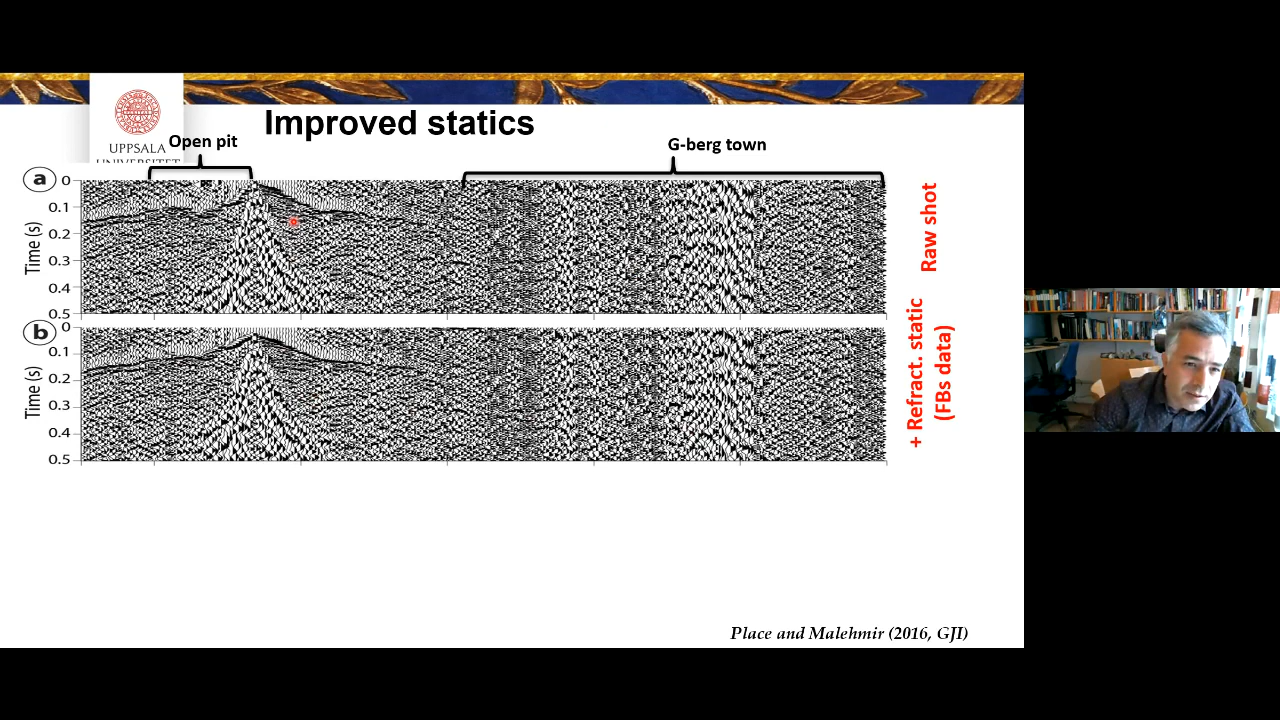 UPPSALA
UNIVERSITET
Improved statics
Open pit
G-berg town
a
0
0.1
0.2
0.3
0.4
0.5
Time (s)
Raw shot
b
0
0.1
0.2
0.3
0.4
0.5
Time (s)
+ Refract. static
(FBs data)
Place and Malehmir (2016, GJI)